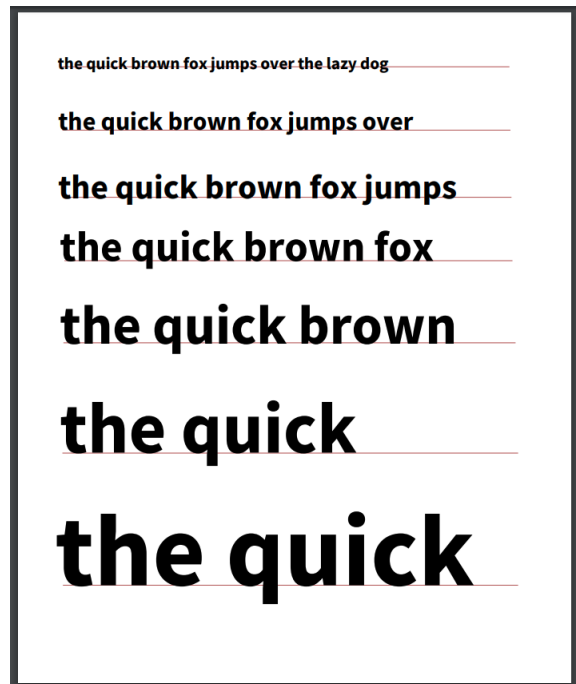 the quick brown fox jumps over the lazy dog
the quick brown fox jumps over
the quick brown fox jumps
the quick brown fox
the quick brown
the quick
the quick